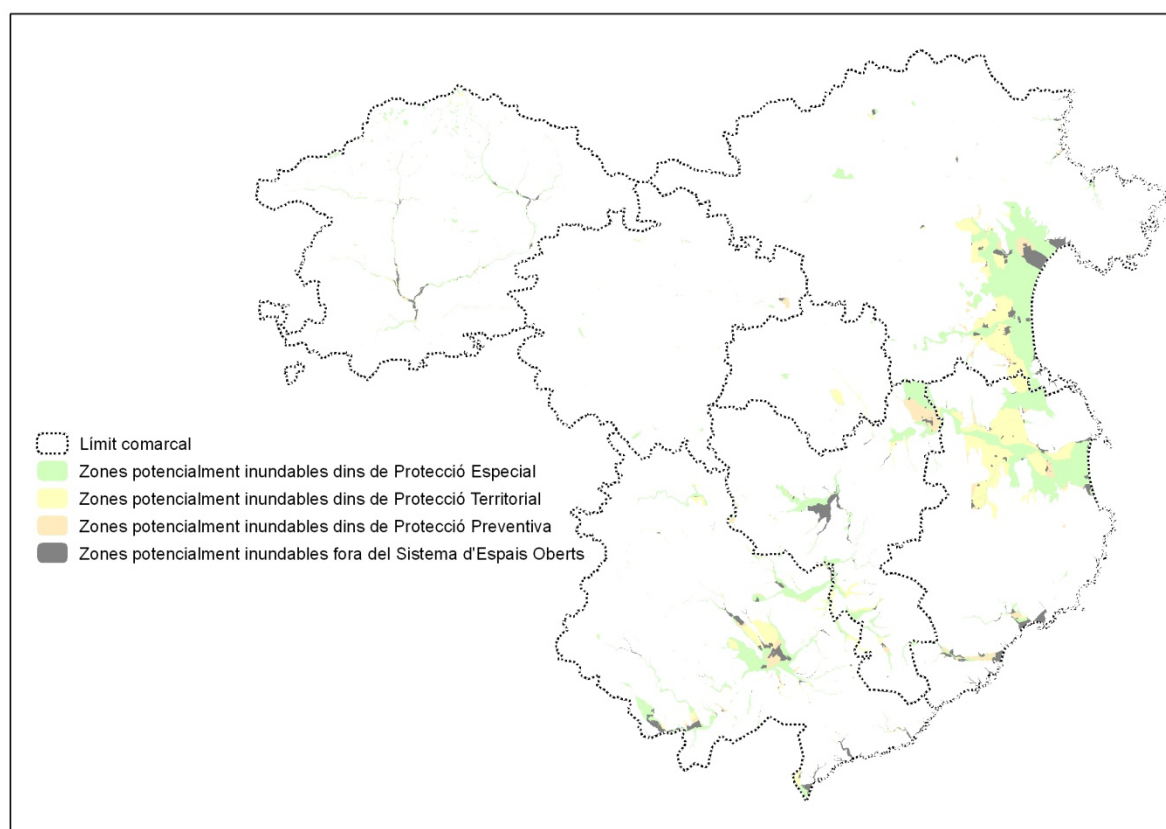 Límit comarcal
Zones potencialment inundables dins de Protecció Especial
Zones potencialment inundables dins de Protecció Territorial
Zones potencialment inundables dins de Protecció Preventiva
Zones potencialment inundables fora del Sistema d'Espais Oberts